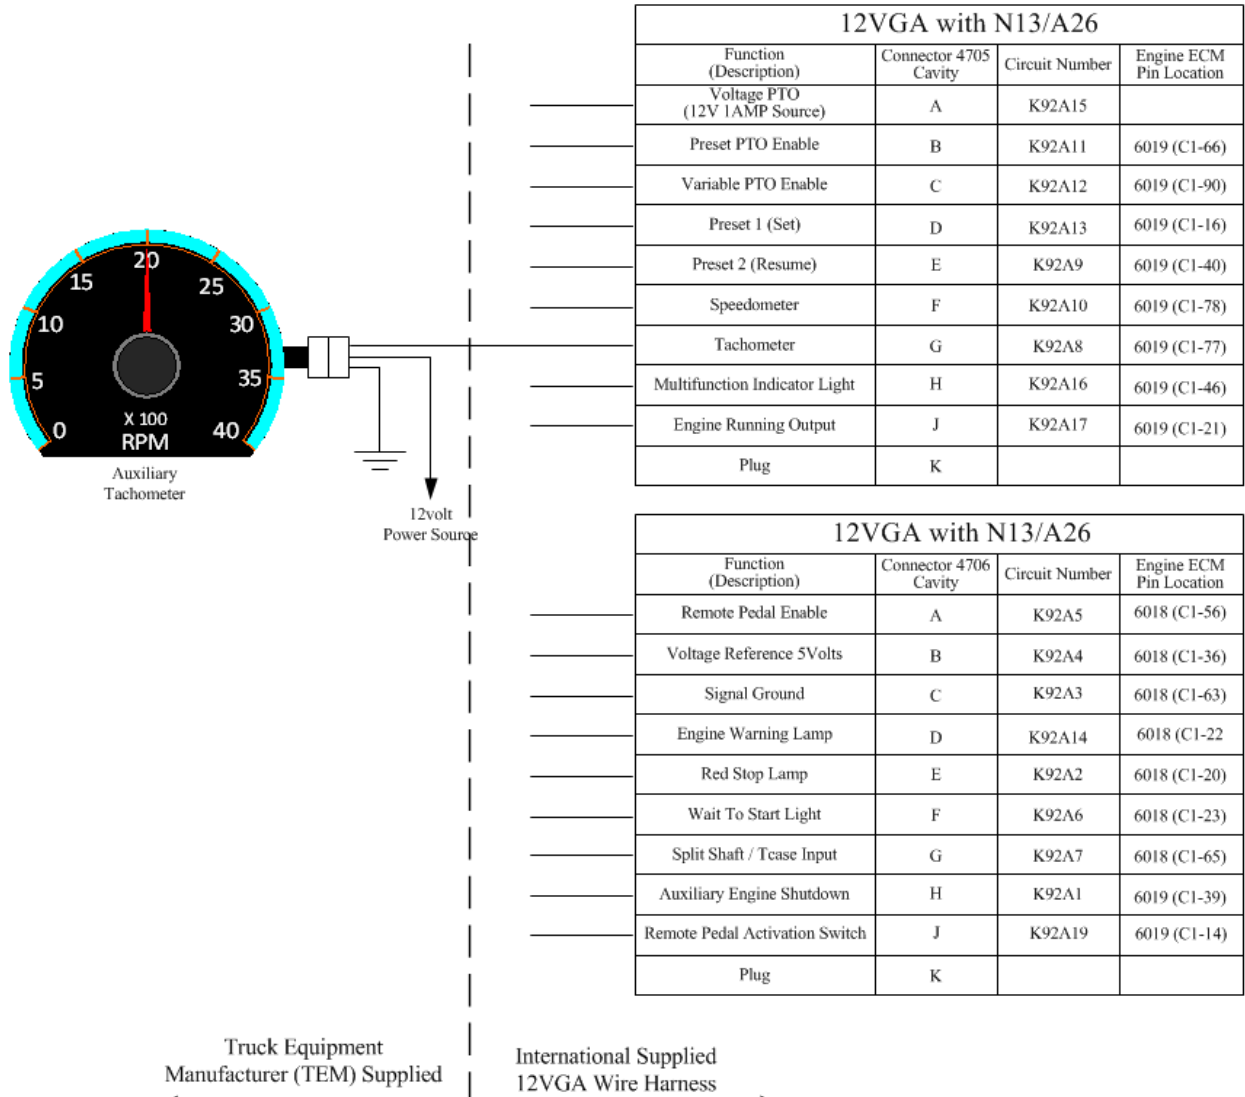 12VGA with N13/A26
Function
(Description)
Connector 4705
Cavity
Circuit Number
Engine ECM
Pin Location
Voltage PTO
(12V 1AMP Source)
A
K92A15
Preset PTO Enable
B
K92A11
6019 (C1-66)
Variable PTO Enable
C
K92A12
6019 (C1-90)
Preset 1 (Set)
D
K92A13
6019 (C1-16)
Preset 2 (Resume)
E
K92A9
6019 (C1-40)
Speedometer
F
K92A10
6019 (C1-78)
Tachometer
G
K92A8
6019 (C1-77)
Multifunction Indicator Light
H
K92A16
6019 (C1-46)
Engine Running Output
J
K92A17
6019 (C1-21)
Plug
K
0
5
10
15
20
25
30
35
40
X 100
RPM
Auxiliary
Tachometer
12volt
Power Source
12VGA with N13/A26
Function
(Description)
Connector 4706
Cavity
Circuit Number
Engine ECM
Pin Location
Remote Pedal Enable
A
K92A5
6018 (C1-56)
Voltage Reference 5Volts
B
K92A4
6018 (C1-36)
Signal Ground
C
K92A3
6018 (C1-63)
Engine Warning Lamp
D
K92A14
6018 (C1-22
Red Stop Lamp
E
K92A2
6018 (C1-20)
Wait To Start Light
F
K92A6
6018 (C1-23)
Split Shaft / Tcase Input
G
K92A7
6018 (C1-65)
Auxiliary Engine Shutdown
H
K92A1
6019 (C1-39)
Remote Pedal Activation Switch
J
K92A19
6019 (C1-14)
Plug
K
Truck Equipment
Manufacturer (TEM) Supplied
International Supplied
12VGA Wire Harness